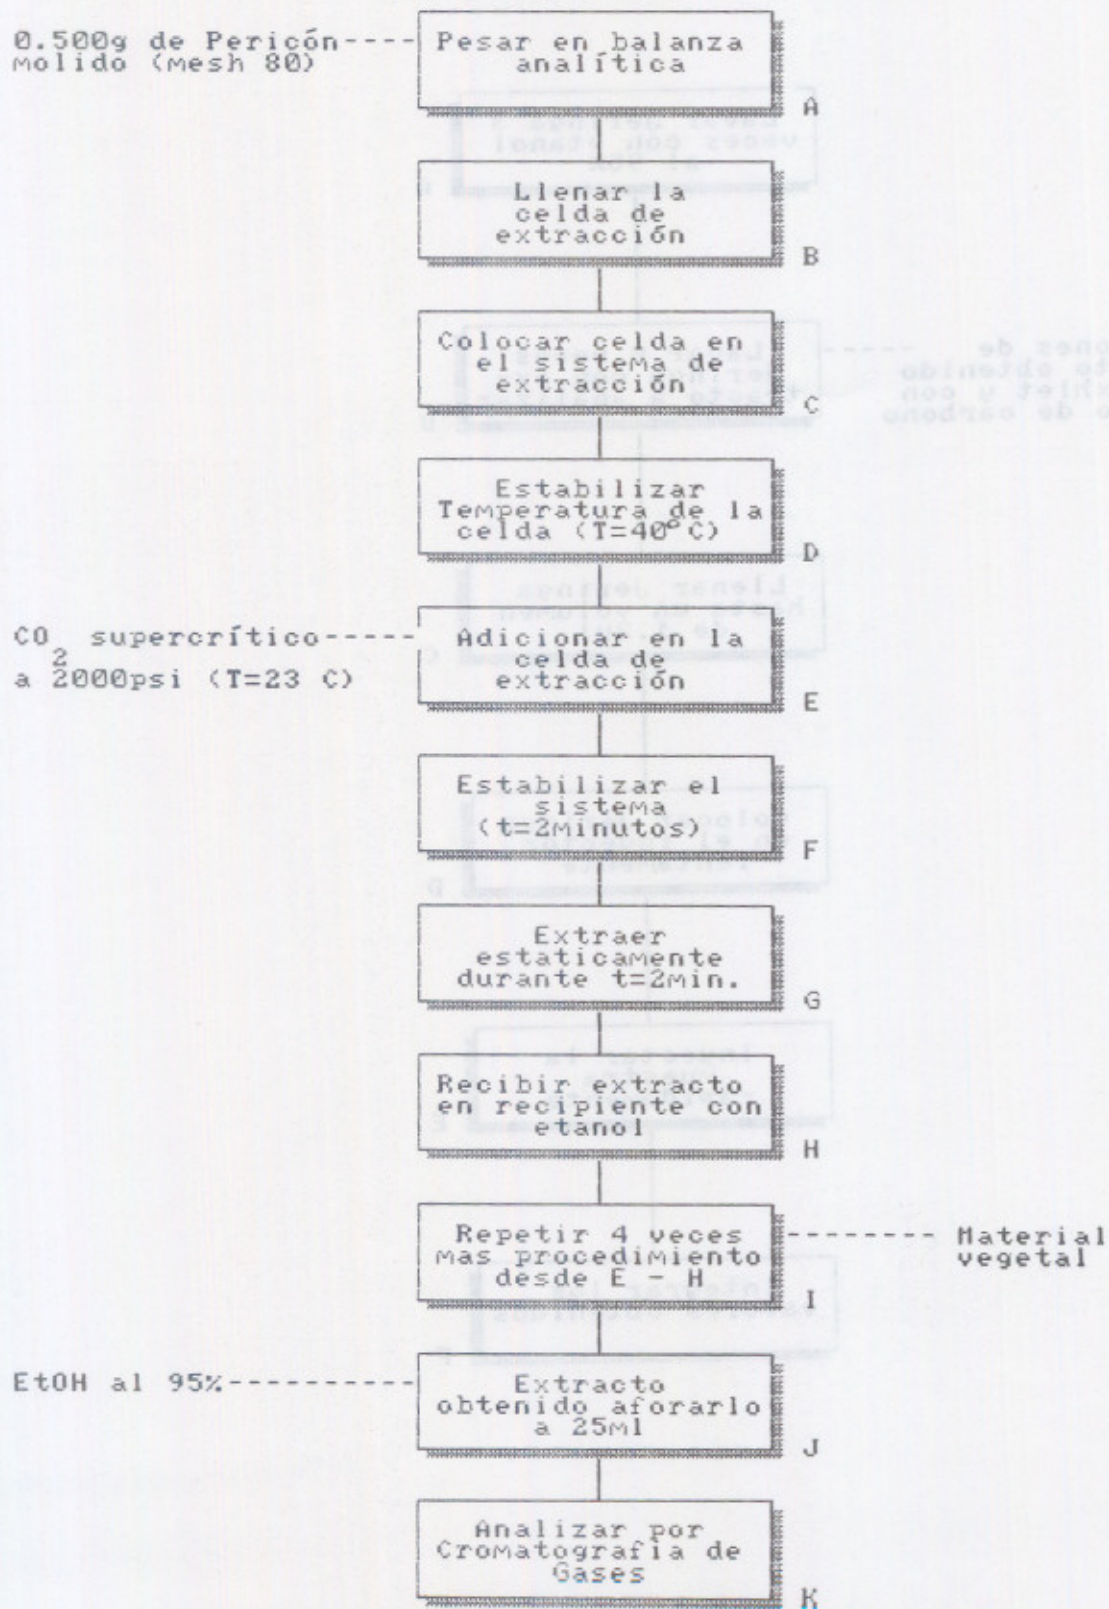 0.500g de Pericón
molido (mesh 80)
Pesar en balanza
analítica
A
Llenar la
celda de
extracción
B
Colocar celda en
el sistema de
extracción
C
Estabilizar
Temperatura de la
celda (T=40°C)
D
CO2 supercrítico
a 2000psi (T=23 C)
Adicionar en la
celda de
extracción
E
Estabilizar el
sistema
(t=2minutos)
F
Extraer
estaticamente
durante t=2min.
G
Recibir extracto
en recipiente con
etanol
H
Repetir 4 veces
mas procedimiento
desde E - H
I
Material
vegetal
EtOH al 95%
Extracto
obtenido aforarlo
a 25ml
J
Analizar por
Cromatografía de
Gases
K